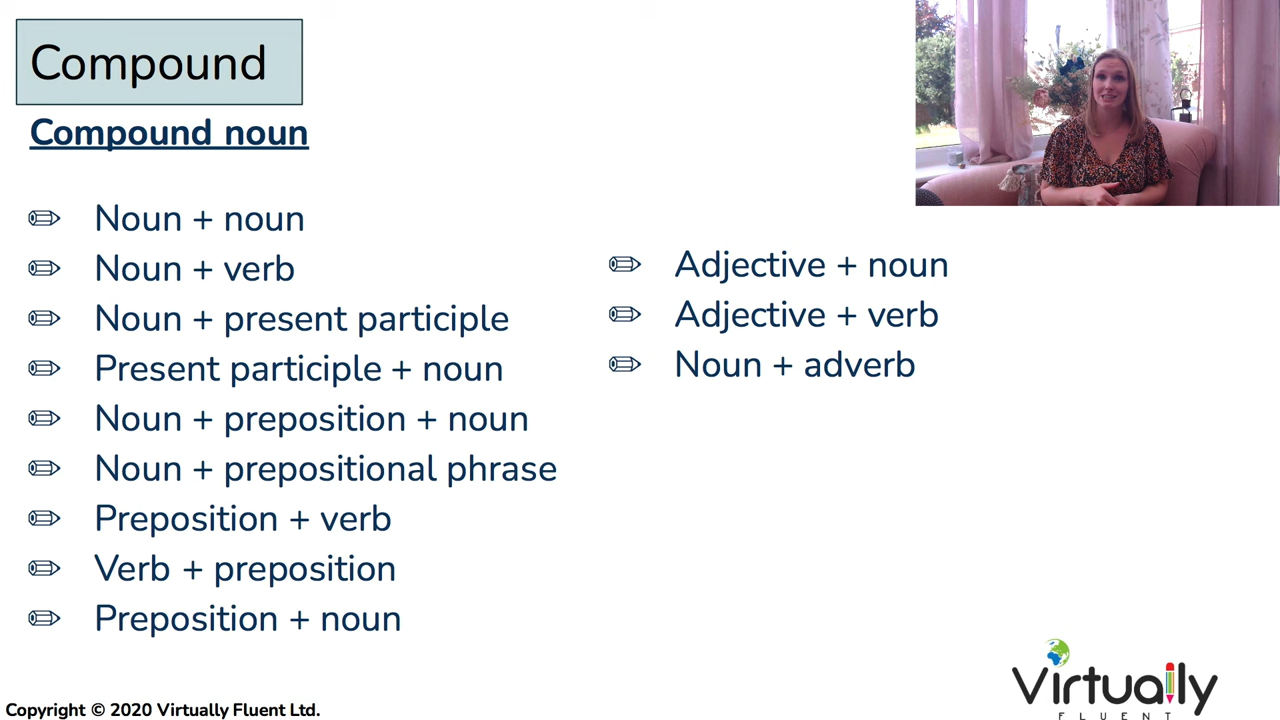 Compound
Compound noun
Noun + noun
Noun + verb
Noun + present participle
Present participle + noun
Noun + preposition + noun
Noun + prepositional phrase
Preposition + verb
Verb + preposition
Preposition + noun
Adjective + noun
Adjective + verb
Noun + adverb
Virtually
FLUENT
Copyright © 2020 Virtually Fluent Ltd.